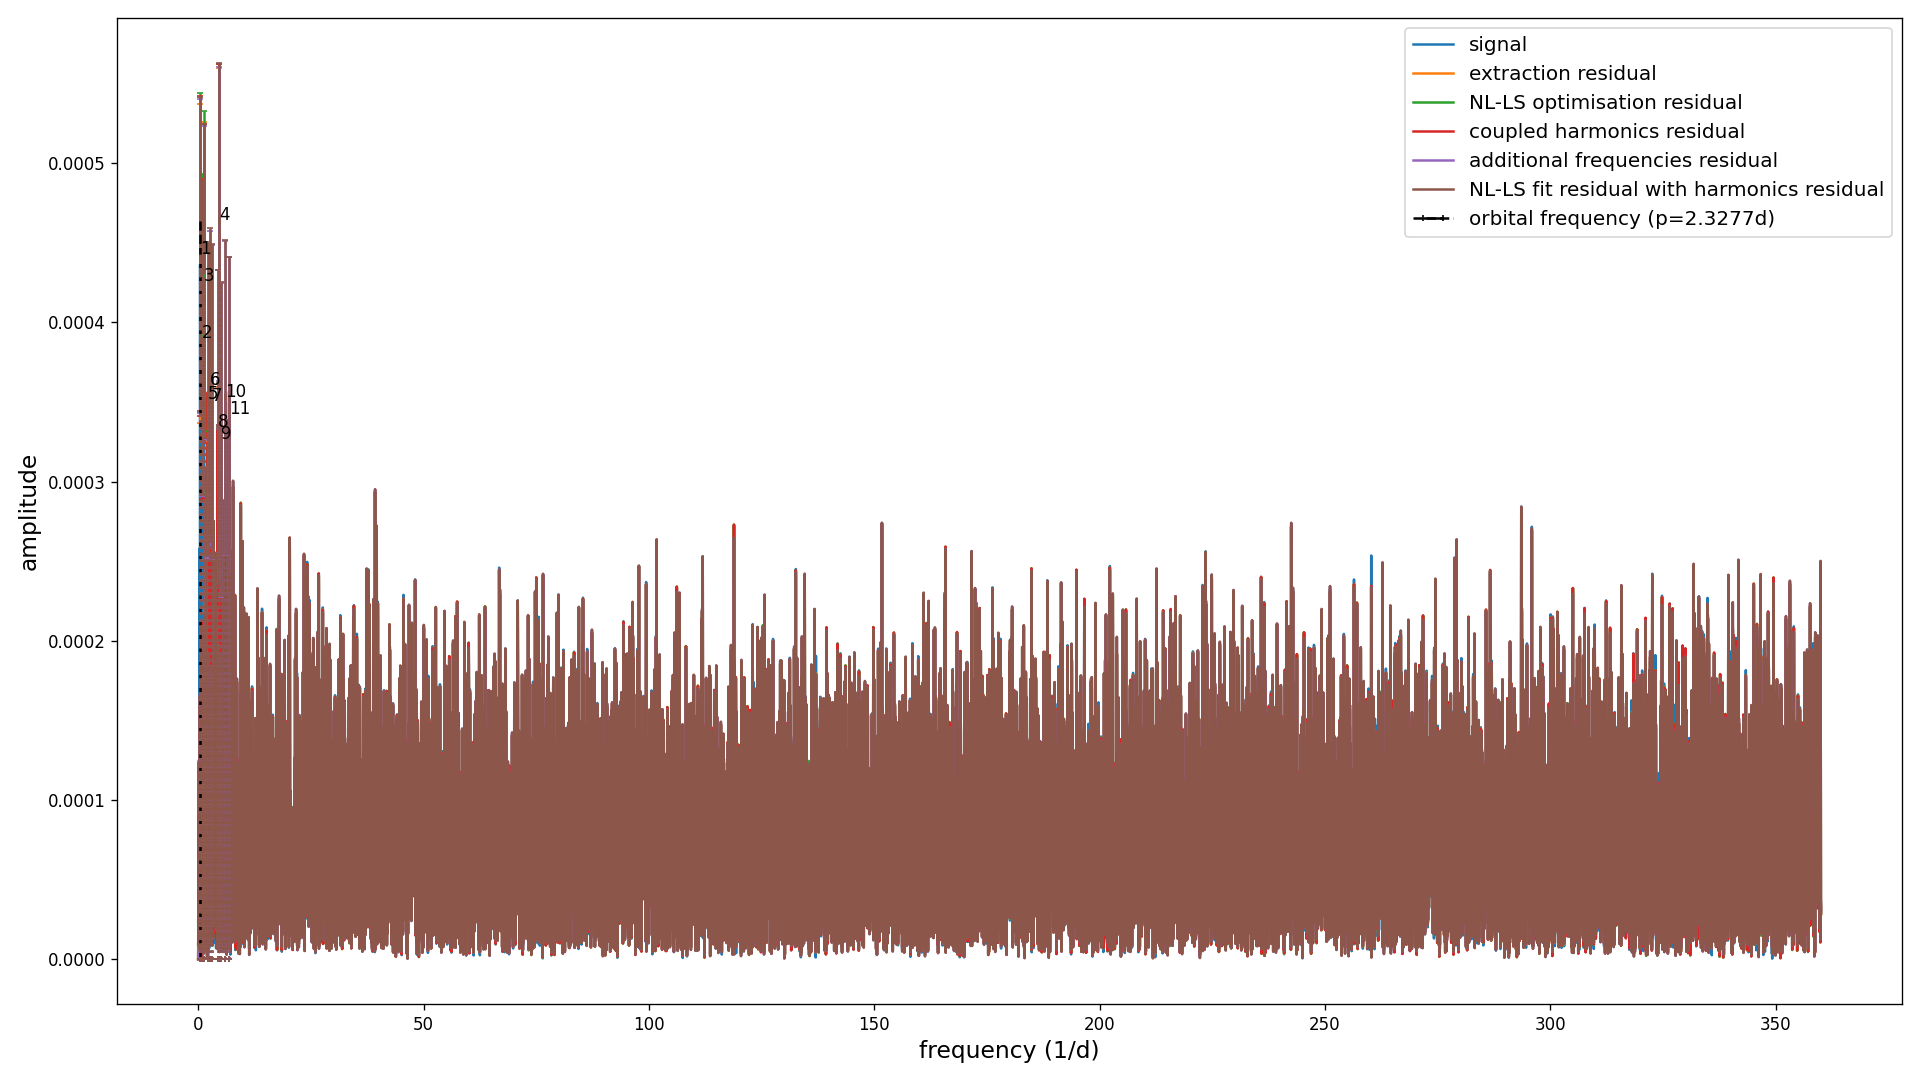 signal
extraction residual
NL-LS optimisation residual
coupled harmonics residual
additional frequencies residual
NL-LS fit residual with harmonics residual
orbital frequency (p=2.3277d)
amplitude
0.0005
0.0004
0.0003
0.0002
0.0001
0.0000
4
1
3
2
6
5
7
10
11
8
9
0
50
100
150
200
250
300
350
frequency (1/d)